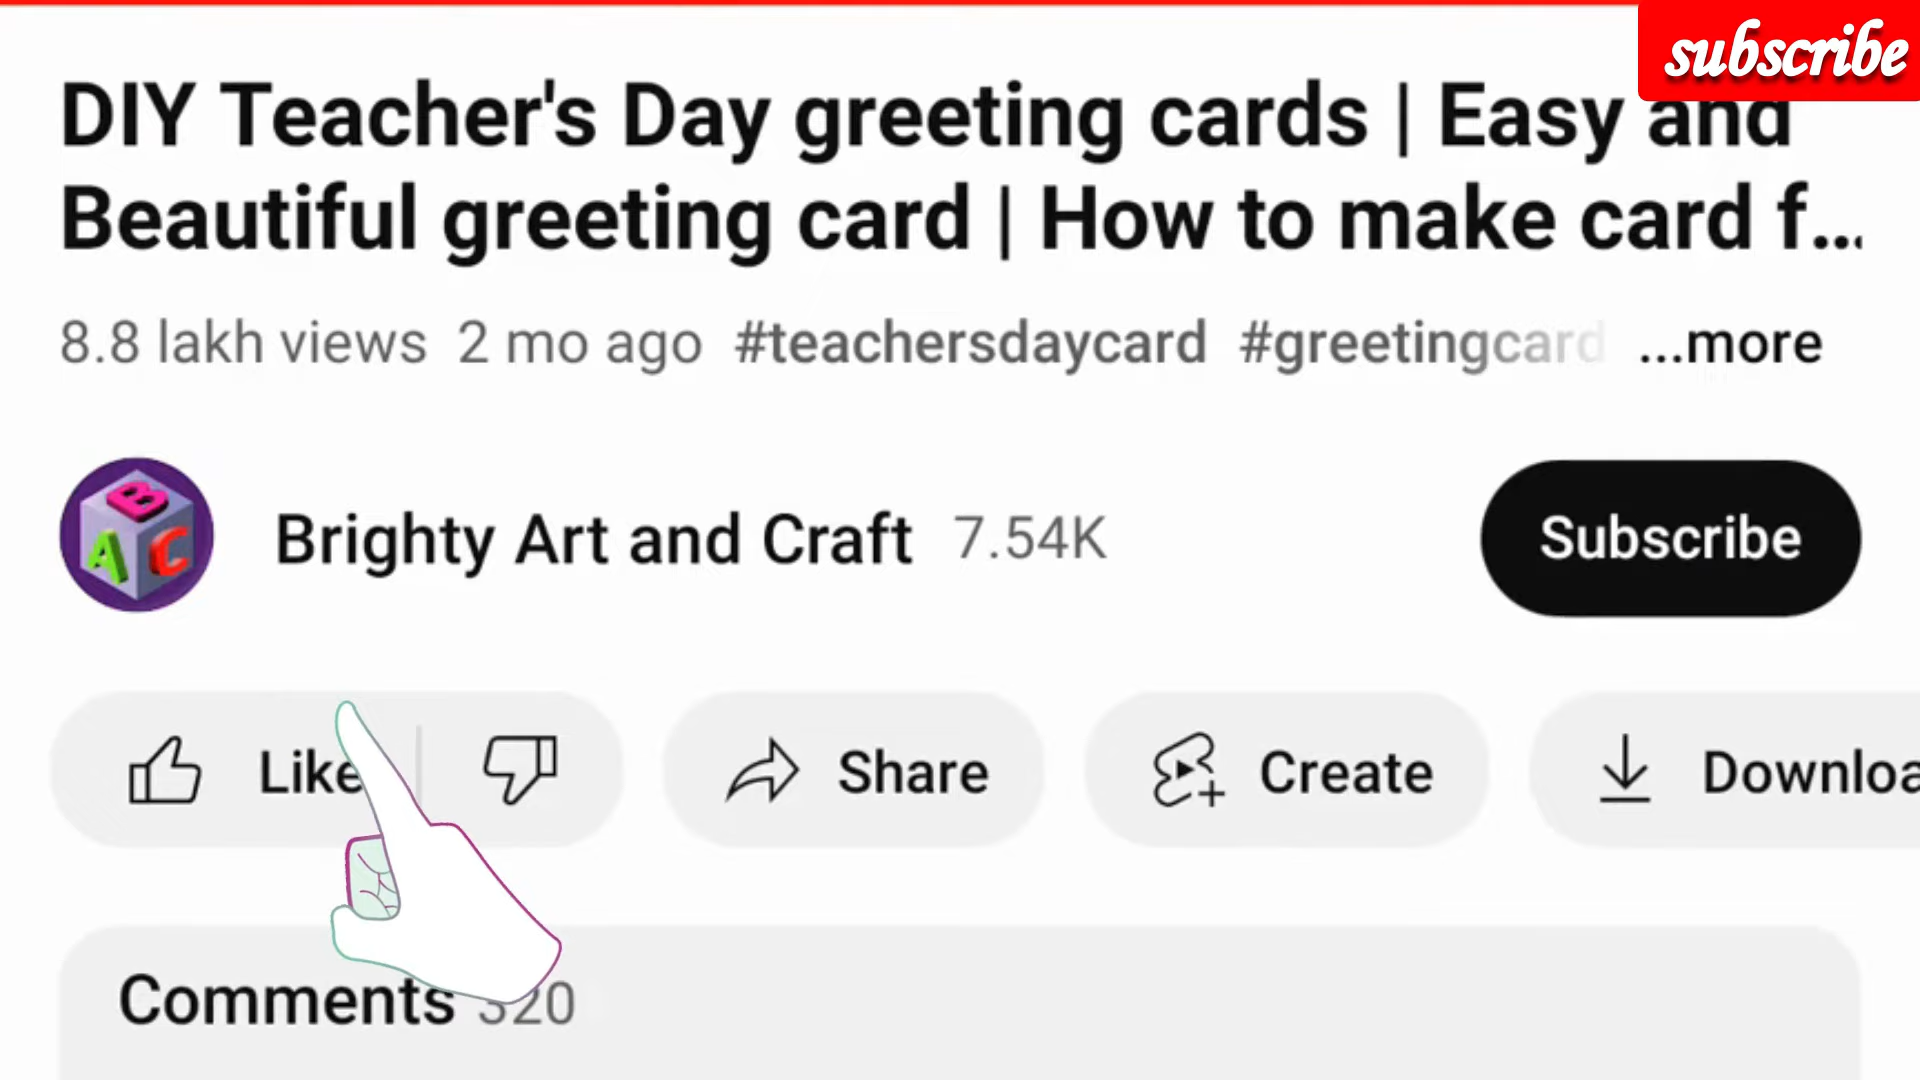 subscribe
DIY Teacher's Day greeting cards | Easy and
Beautiful greeting card | How to make card f...
8.8 lakh views 2 mo ago #teachersdaycard #greetingcard ...more
B
A C
Brighty Art and Craft 7.54K
Subscribe
Like Share Create Downloa
Comments 320